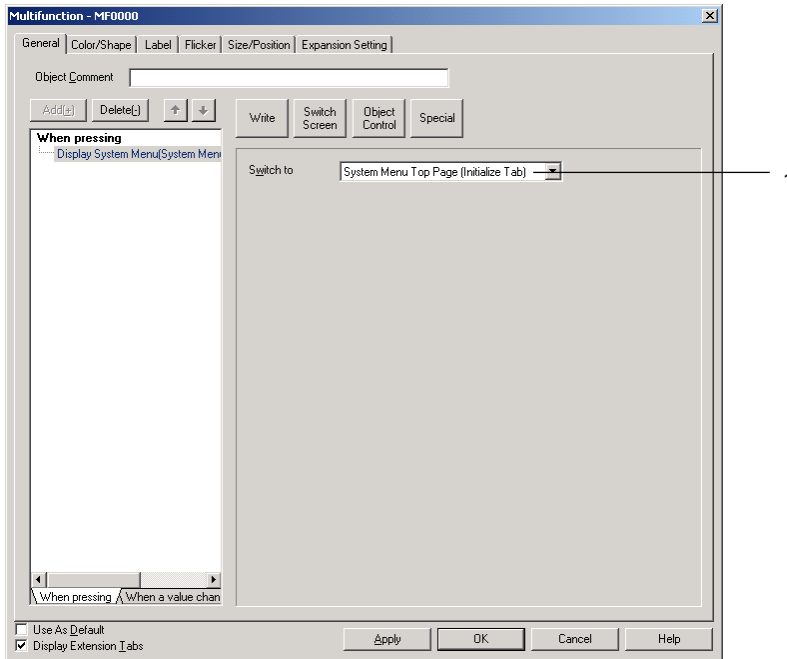 Multifunction - MF0000
General Color/Shape Label Flicker Size/Position Expansion Setting
Object Comment
Add(+) Delete(-)
Write Switch Screen Object Control Special
When pressing
Display System Menu(System Menu
Switch to System Menu Top Page (Initialize Tab)
When pressing When a value chan
Use As Default
Display Extension Tabs
Apply OK Cancel Help